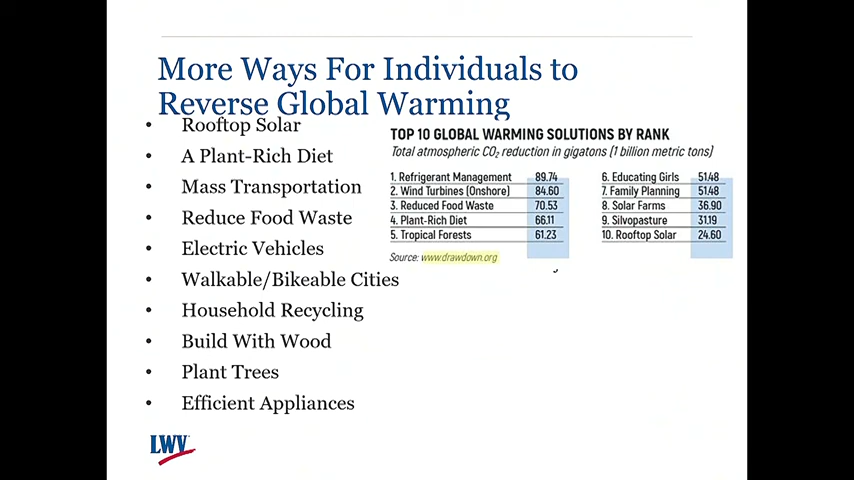 More Ways For Individuals to
Reverse Global Warming
• Rooftop Solar
• A Plant-Rich Diet
• Mass Transportation
• Reduce Food Waste
• Electric Vehicles
• Walkable/Bikeable Cities
• Household Recycling
• Build With Wood
• Plant Trees
• Efficient Appliances
TOP 10 GLOBAL WARMING SOLUTIONS BY RANK
Total atmospheric CO₂ reduction in gigatons (1 billion metric tons)
1. Refrigerant Management 89.74
2. Wind Turbines (Onshore) 84.60
3. Reduced Food Waste 70.53
4. Plant-Rich Diet 66.11
5. Tropical Forests 61.23
6. Educating Girls 51.48
7. Family Planning 51.48
8. Solar Farms 36.90
9. Silvopasture 31.19
10. Rooftop Solar 24.60
Source: www.drawdown.org
LWV